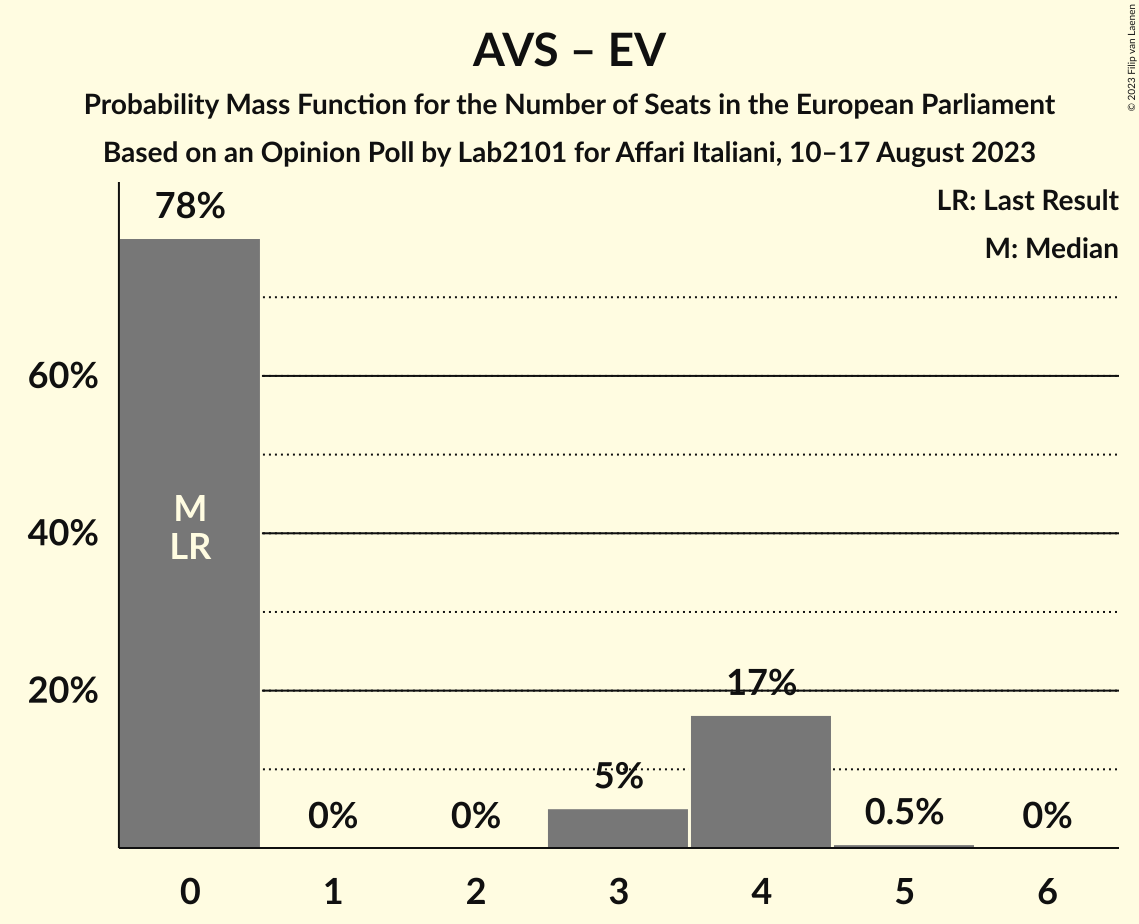 AVS – EV
Probability Mass Function for the Number of Seats in the European Parliament
Based on an Opinion Poll by Lab2101 for Affari Italiani, 10–17 August 2023
© 2023 Filip van Laenen
LR: Last Result
M: Median
78%
60%
40%
20%
M
LR
0%
0%
5%
17%
0.5%
0%
0 1 2 3 4 5 6